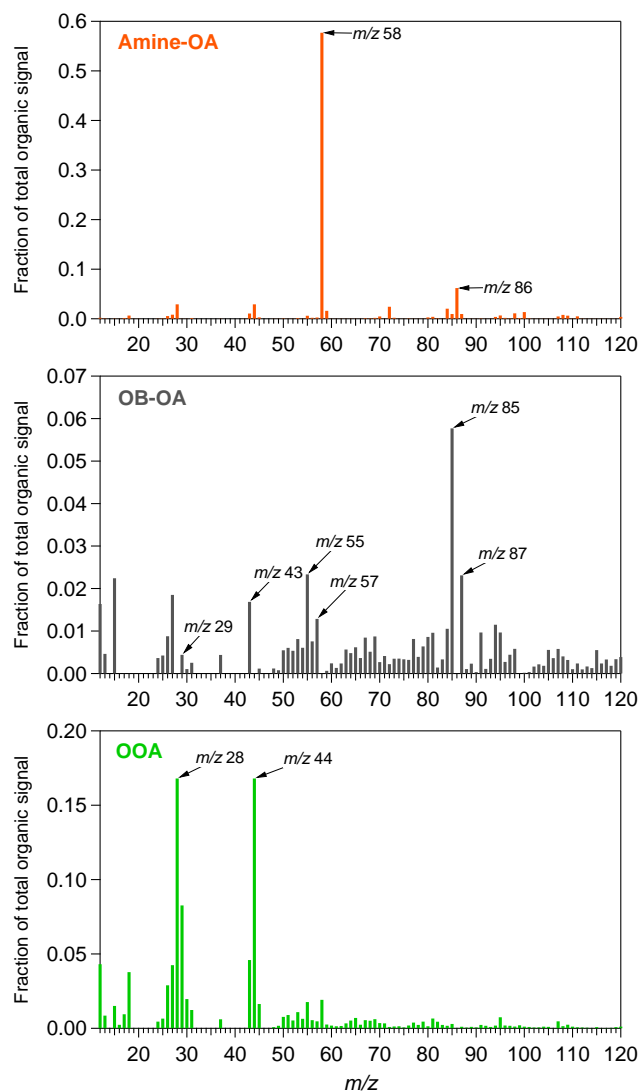 Amine-OA
m/z 58
m/z 86
Fraction of total organic signal
0.6
0.5
0.4
0.3
0.2
0.1
0.0
20 30 40 50 60 70 80 90 100 110 120
OB-OA
m/z 85
m/z 55
m/z 87
m/z 43
m/z 57
m/z 29
Fraction of total organic signal
0.07
0.06
0.05
0.04
0.03
0.02
0.01
0.00
20 30 40 50 60 70 80 90 100 110 120
OOA
m/z 28
m/z 44
Fraction of total organic signal
0.20
0.15
0.10
0.05
0.00
20 30 40 50 60 70 80 90 100 110 120
m/z